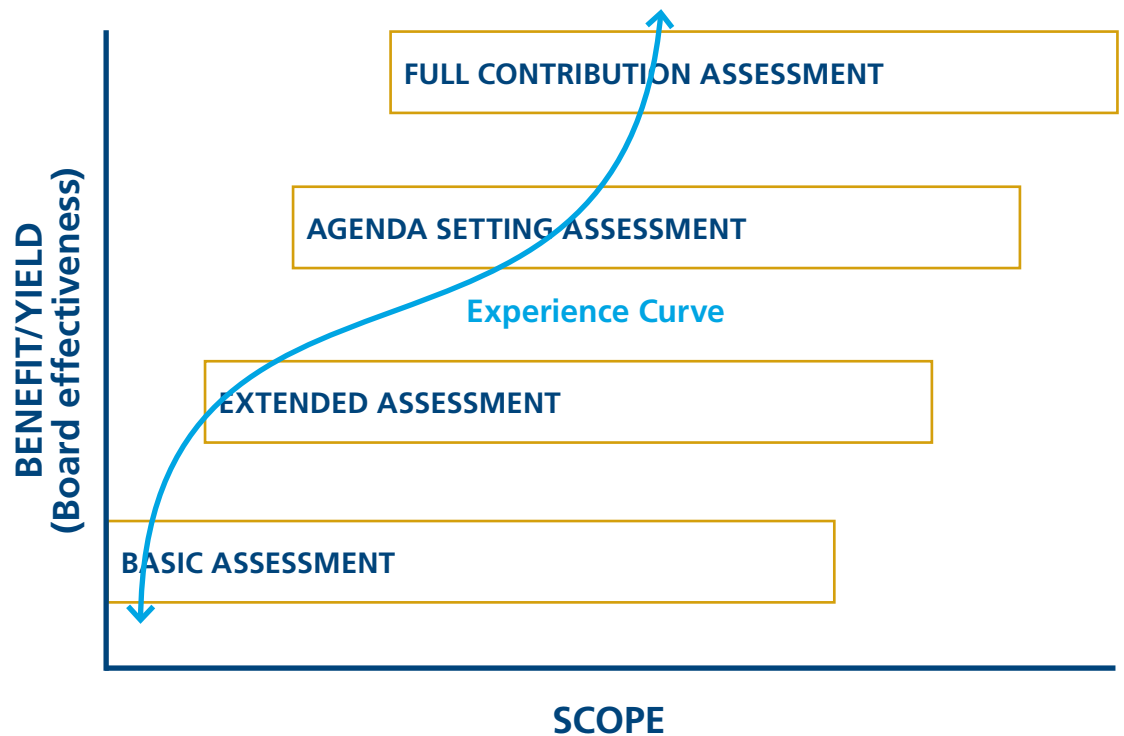 FULL CONTRIBUTION ASSESSMENT
AGENDA SETTING ASSESSMENT
Experience Curve
EXTENDED ASSESSMENT
BASIC ASSESSMENT
BENEFIT/YIELD
(Board effectiveness)
SCOPE